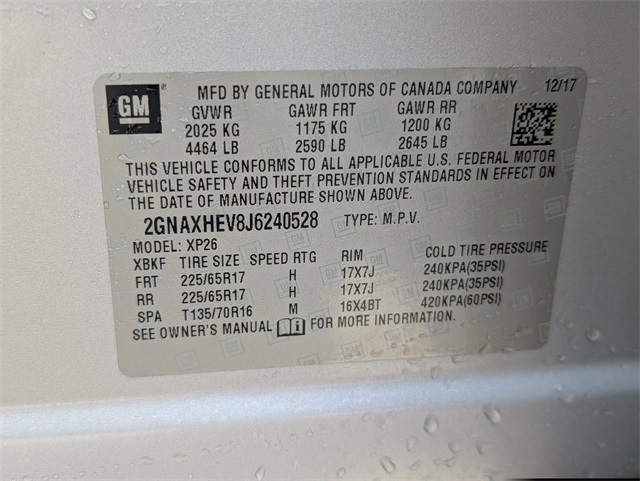 GM
MFD BY GENERAL MOTORS OF CANADA COMPANY 12/17
GVWR GAWR FRT GAWR RR
2025 KG 1175 KG 1200 KG
4464 LB 2590 LB 2645 LB
THIS VEHICLE CONFORMS TO ALL APPLICABLE U.S. FEDERAL MOTOR
VEHICLE SAFETY AND THEFT PREVENTION STANDARDS IN EFFECT ON
THE DATE OF MANUFACTURE SHOWN ABOVE.
2GNAXHEV8J6240528 TYPE: M.P.V.
MODEL: XP26
XBKF TIRE SIZE SPEED RTG RIM COLD TIRE PRESSURE
FRT 225/65R17 H 17X7J 240KPA(35PSI)
RR 225/65R17 H 17X7J 240KPA(35PSI)
SPA T135/70R16 M 16X4BT 420KPA(60PSI)
SEE OWNER'S MANUAL FOR MORE INFORMATION.